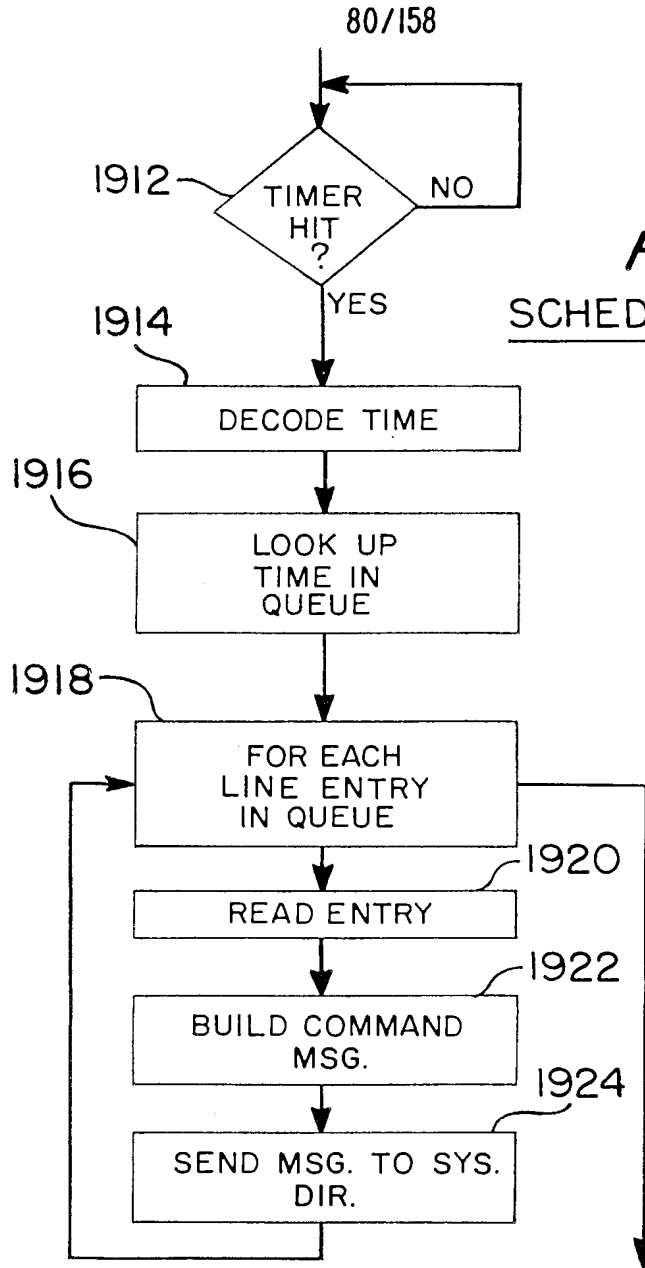 80/158
1912
TIMER
HIT
?
NO
YES
A
SCHED
1914
DECODE TIME
1916
LOOK UP
TIME IN
QUEUE
1918
FOR EACH
LINE ENTRY
IN QUEUE
1920
READ ENTRY
1922
BUILD COMMAND
MSG.
1924
SEND MSG. TO SYS.
DIR.